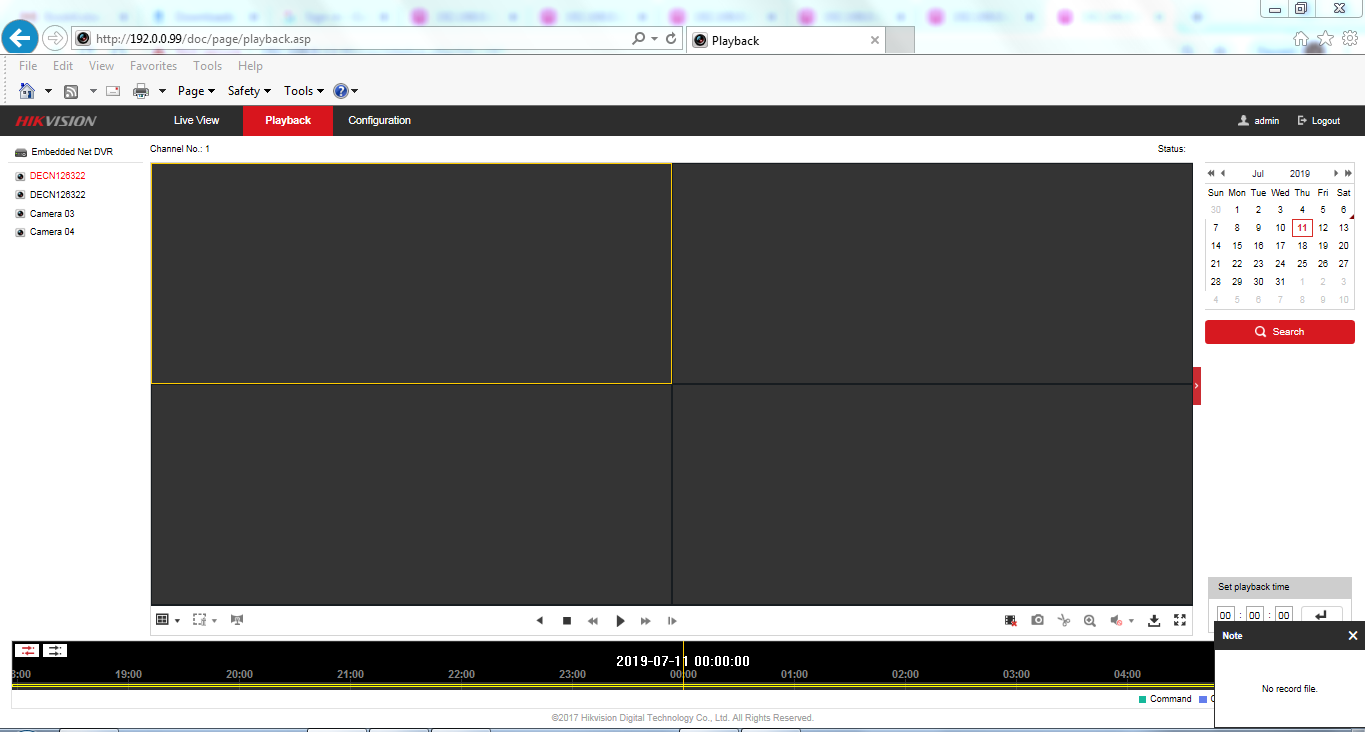 http://192.0.0.99/doc/page/playback.asp
Playback
File Edit View Favorites Tools Help
Page Safety Tools
HIKVISION
Live View Playback Configuration
admin Logout
Embedded Net DVR
DECN126322
DECN126322
Camera 03
Camera 04
Channel No.: 1
Status:
Jul 2019
Sun Mon Tue Wed Thu Fri Sat
30 1 2 3 4 5 6
7 8 9 10 11 12 13
14 15 16 17 18 19 20
21 22 23 24 25 26 27
28 29 30 31 1 2 3
4 5 6 7 8 9 10
Search
Set playback time
00 : 00 : 00
Note
No record file.
2019-07-11 00:00:00
8:00 19:00 20:00 21:00 22:00 23:00 00:00 01:00 02:00 03:00 04:00
Command
©2017 Hikvision Digital Technology Co., Ltd. All Rights Reserved.